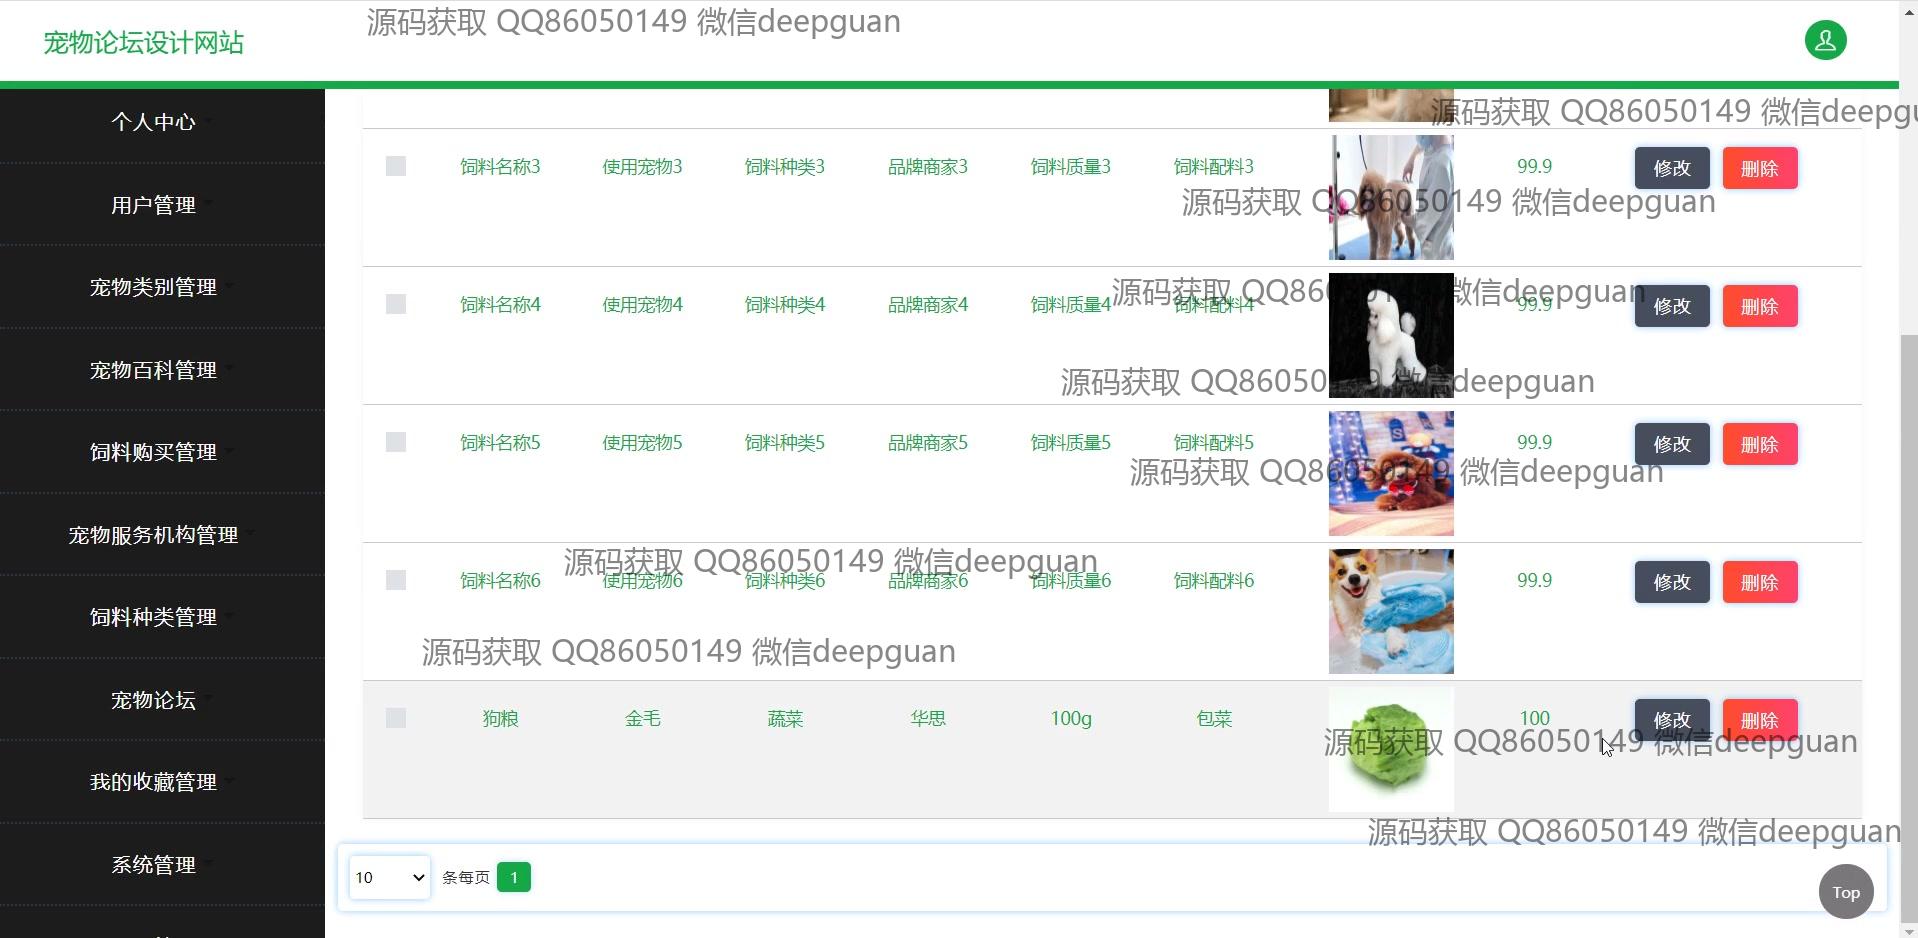 源码获取 QQ86050149 微信deepguan
宠物论坛设计网站
个人中心
源码获取 QQ86050149 微信deepgu
饲料名称3 使用宠物3 饲料种类3 品牌商家3 饲料质量3 饲料配料3 99.9 修改 删除
用户管理
源码获取 QQ86050149 微信deepguan
宠物类别管理
源码获取 QQ86050149 微信deepguan
饲料名称4 使用宠物4 饲料种类4 品牌商家4 饲料质量4 饲料配料4 99.9 修改 删除
宠物百科管理
源码获取 QQ86050149 微信deepguan
饲料名称5 使用宠物5 饲料种类5 品牌商家5 饲料质量5 饲料配料5 99.9 修改 删除
饲料购买管理
源码获取 QQ86050149 微信deepguan
宠物服务机构管理
源码获取 QQ86050149 微信deepguan
饲料名称6 使用宠物6 饲料种类6 品牌商家6 饲料质量6 饲料配料6 99.9 修改 删除
饲料种类管理
源码获取 QQ86050149 微信deepguan
宠物论坛
狗粮 金毛 蔬菜 华思 100g 包菜 100 修改 删除
源码获取 QQ86050149 微信deepguan
我的收藏管理
源码获取 QQ86050149 微信deepguan
系统管理
10 条每页 1
Top